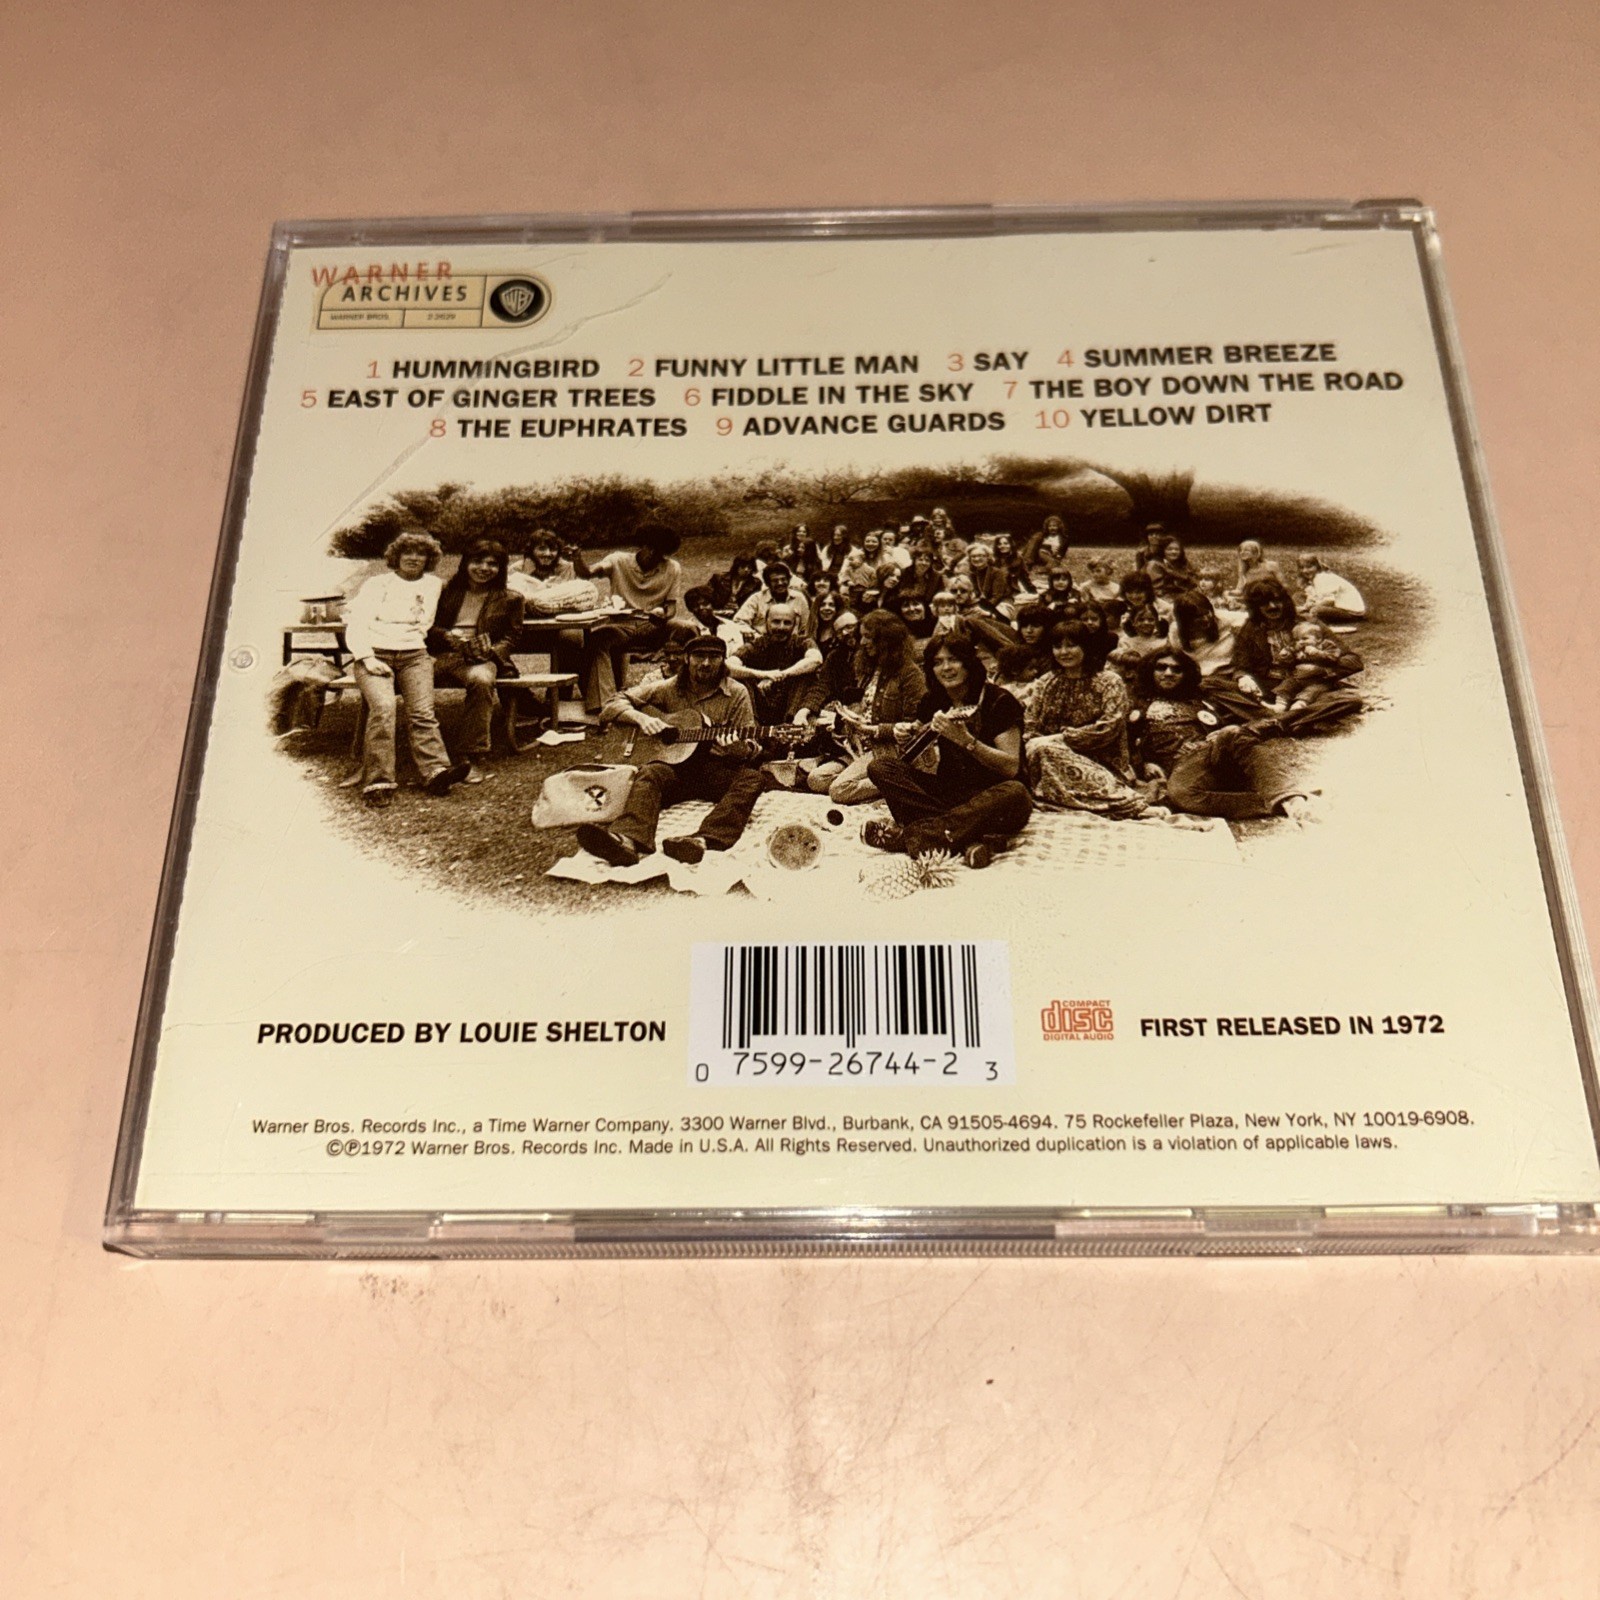 WARNER
ARCHIVES
WARNER BROS. 2-2629
1 HUMMINGBIRD 2 FUNNY LITTLE MAN 3 SAY 4 SUMMER BREEZE
5 EAST OF GINGER TREES 6 FIDDLE IN THE SKY 7 THE BOY DOWN THE ROAD
8 THE EUPHRATES 9 ADVANCE GUARDS 10 YELLOW DIRT
PRODUCED BY LOUIE SHELTON
0 7599-26744-2 3
COMPACT
disc
DIGITAL AUDIO
FIRST RELEASED IN 1972
Warner Bros. Records Inc., a Time Warner Company. 3300 Warner Blvd., Burbank, CA 91505-4694. 75 Rockefeller Plaza, New York, NY 10019-6908.
©℗1972 Warner Bros. Records Inc. Made in U.S.A. All Rights Reserved. Unauthorized duplication is a violation of applicable laws.